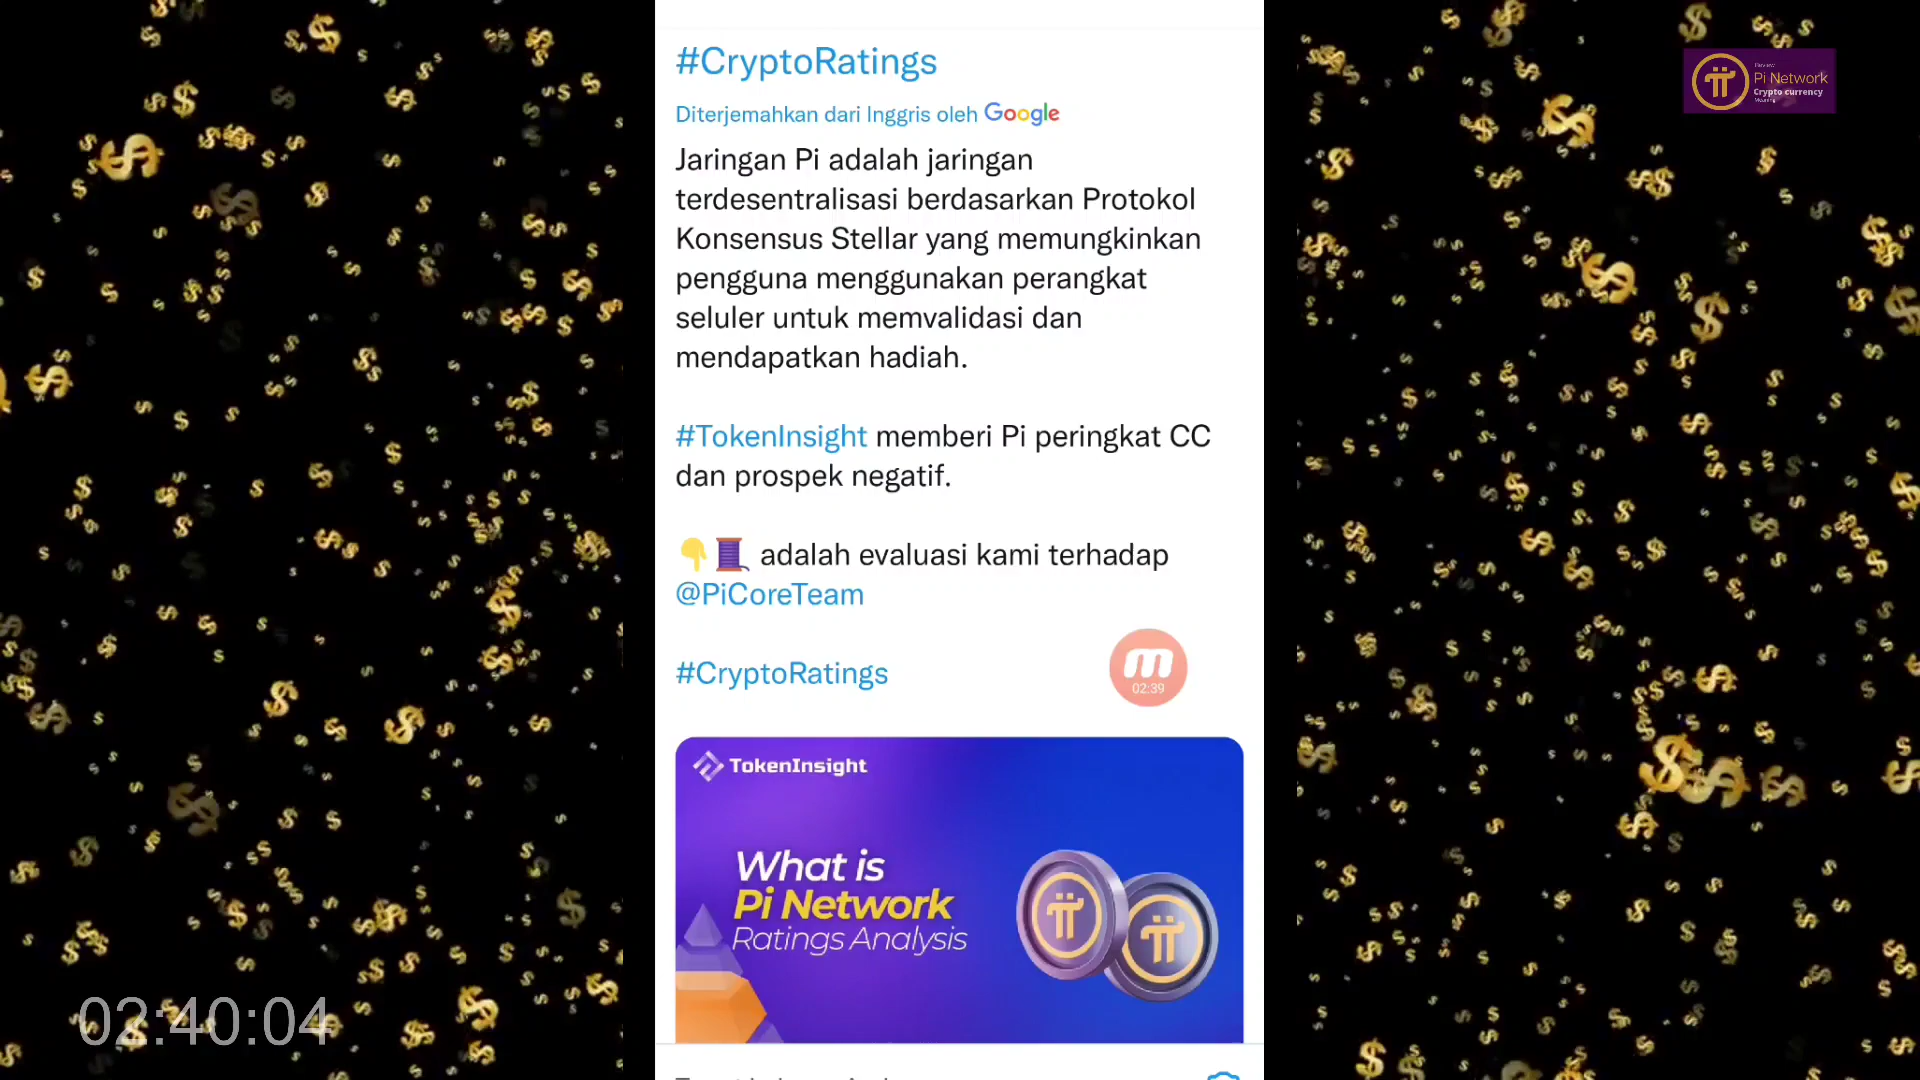 #CryptoRatings
Diterjemahkan dari Inggris oleh Google
Jaringan Pi adalah jaringan
terdesentralisasi berdasarkan Protokol
Konsensus Stellar yang memungkinkan
pengguna menggunakan perangkat
seluler untuk memvalidasi dan
mendapatkan hadiah.
#TokenInsight memberi Pi peringkat CC
dan prospek negatif.
👇🧵 adalah evaluasi kami terhadap
@PiCoreTeam
#CryptoRatings
02:39
TokenInsight
What is
Pi Network
Ratings Analysis
Review
Pi Network
Crypto currency
Meaning
02:40:04